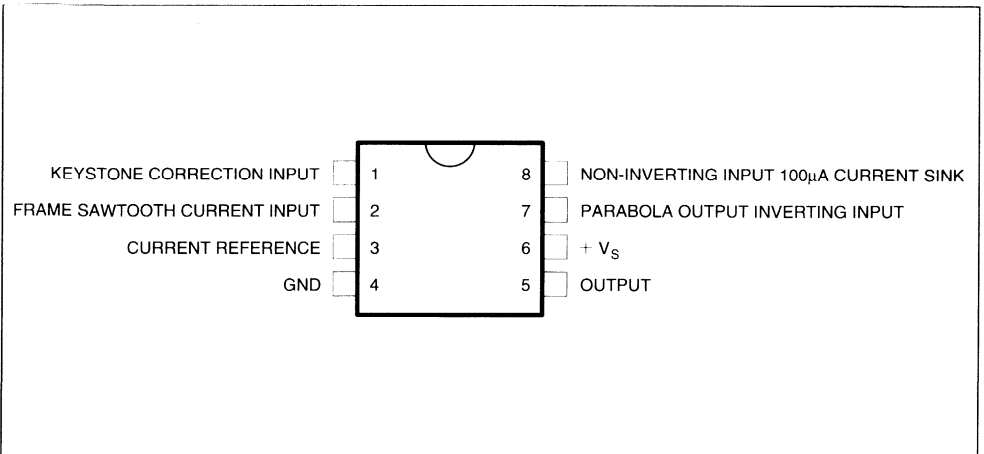 KEYSTONE CORRECTION INPUT 1 8 NON-INVERTING INPUT 100μA CURRENT SINK
FRAME SAWTOOTH CURRENT INPUT 2 7 PARABOLA OUTPUT INVERTING INPUT
CURRENT REFERENCE 3 6 + VS
GND 4 5 OUTPUT